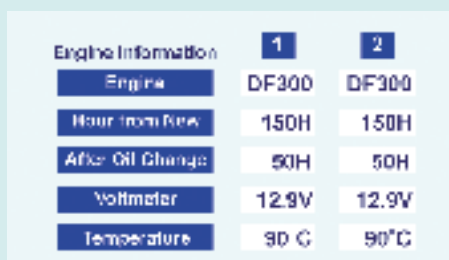 Engine Information 1 2
Engine DF300 DF300
Hour from New 150H 150H
After Oil Change 50H 50H
Voltmeter 12.9V 12.9V
Temperature 90°C 90°C